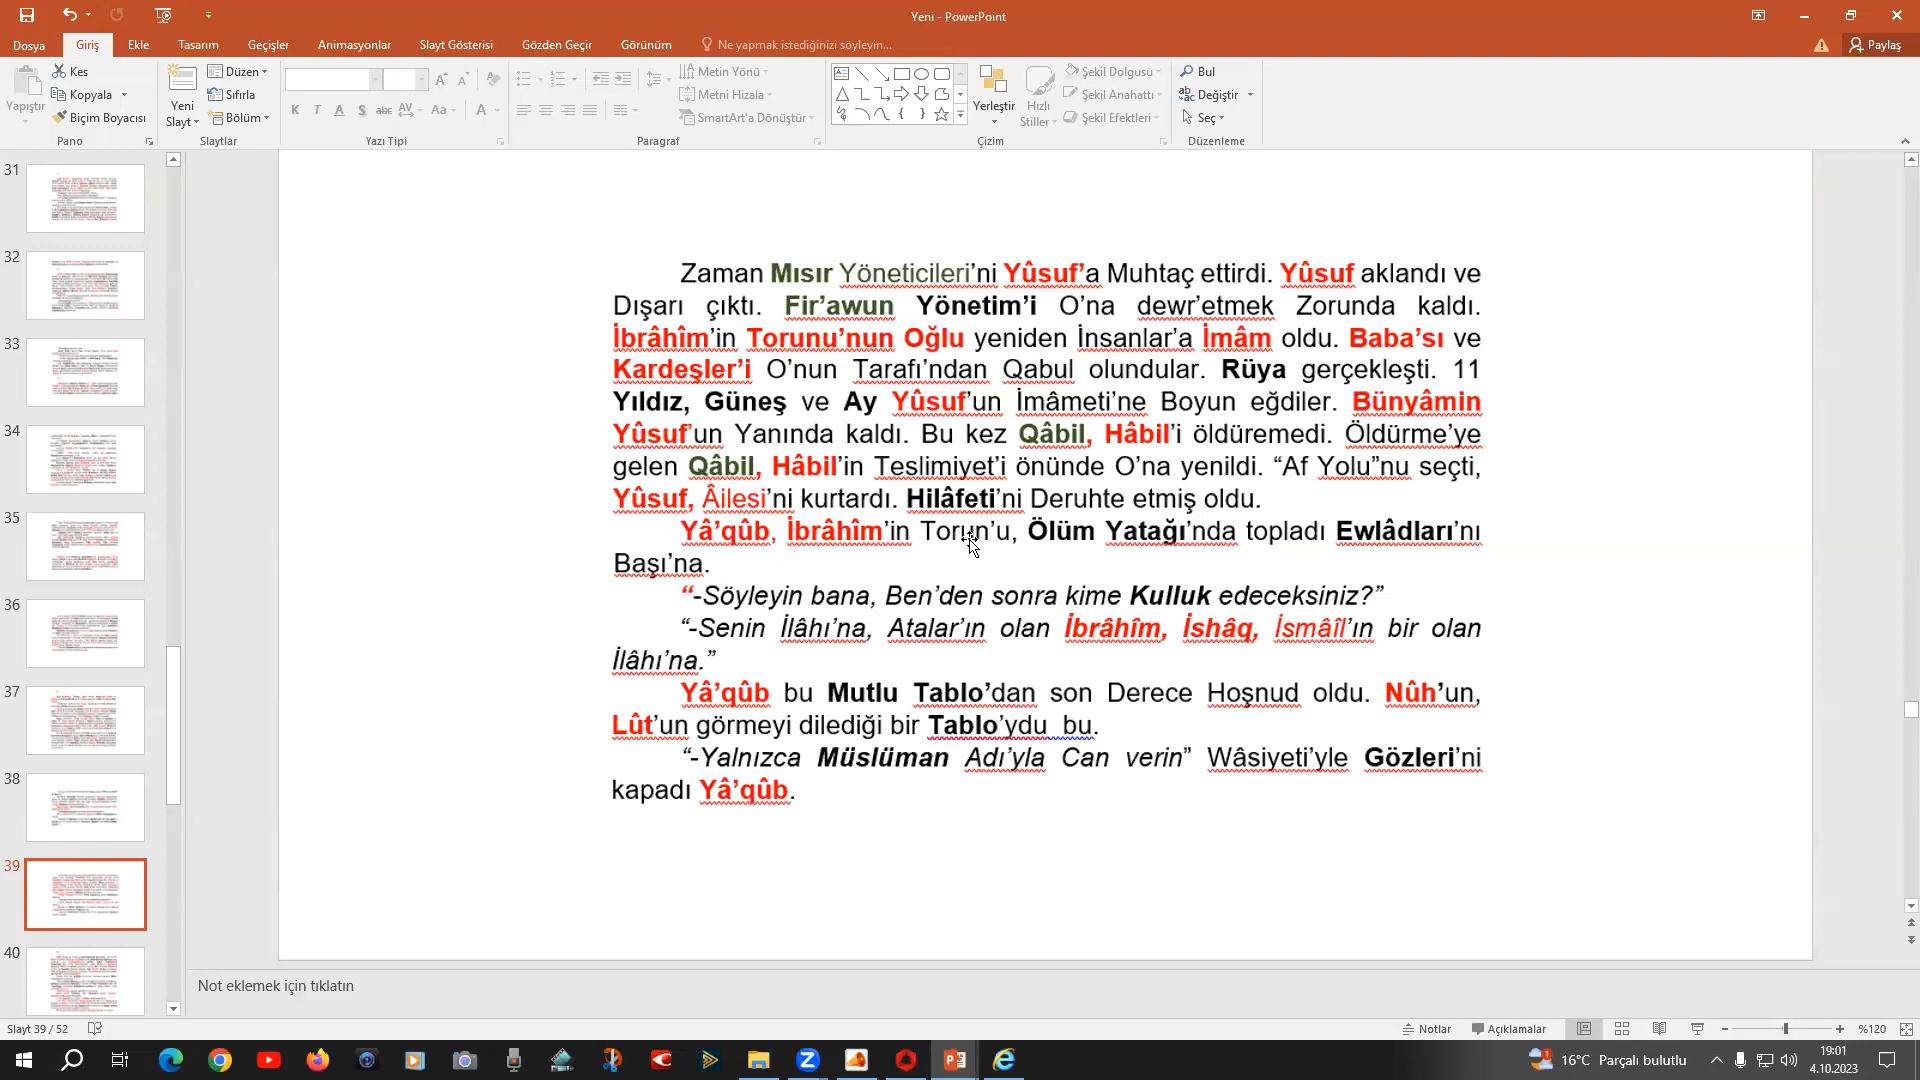 Yeni - PowerPoint
Dosya Giriş Ekle Tasarım Geçişler Animasyonlar Slayt Gösterisi Gözden Geçir Görünüm Ne yapmak istediğinizi söyleyin... Paylaş
Yapıştır
Kes
Kopyala
Biçim Boyacısı
Yeni Slayt
Düzen
Sıfırla
Bölüm
Metin Yönü
Metni Hizala
SmartArt'a Dönüştür
Yerleştir
Hızlı Stiller
Şekil Dolgusu
Şekil Anahattı
Şekil Efektleri
Bul
Değiştir
Seç
Pano Slaytlar Yazı Tipi Paragraf Çizim Düzenleme
31
32
33
34
35
36
37
38
39
40
Zaman Mısır Yöneticileri’ni Yûsuf’a Muhtaç ettirdi. Yûsuf aklandı ve
Dışarı çıktı. Fir’awun Yönetim’i O’na dewr’etmek Zorunda kaldı.
İbrâhîm’in Torunu’nun Oğlu yeniden İnsanlar’a İmâm oldu. Baba’sı ve
Kardeşler’i O’nun Tarafı’ndan Qabul olundular. Rüya gerçekleşti. 11
Yıldız, Güneş ve Ay Yûsuf’un İmâmeti’ne Boyun eğdiler. Bünyâmin
Yûsuf’un Yanında kaldı. Bu kez Qâbil, Hâbil’i öldüremedi. Öldürme’ye
gelen Qâbil, Hâbil’in Teslimiyet’i önünde O’na yenildi. “Af Yolu”nu seçti,
Yûsuf, Âilesi’ni kurtardı. Hilâfeti’ni Deruhte etmiş oldu.
Yâ’qûb, İbrâhîm’in Torun’u, Ölüm Yatağı’nda topladı Ewlâdları’nı
Başı’na.
“-Söyleyin bana, Ben’den sonra kime Kulluk edeceksiniz?”
“-Senin İlâhı’na, Atalar’ın olan İbrâhîm, İshâq, İsmâîl’ın bir olan
İlâhı’na.”
Yâ’qûb bu Mutlu Tablo’dan son Derece Hoşnud oldu. Nûh’un,
Lût’un görmeyi dilediği bir Tablo’ydu bu.
“-Yalnızca Müslüman Adı’yla Can verin” Wâsiyeti’yle Gözleri’ni
kapadı Yâ’qûb.
Not eklemek için tıklatın
Slayt 39 / 52 Notlar Açıklamalar %120
16°C Parçalı bulutlu 19:01
4.10.2023